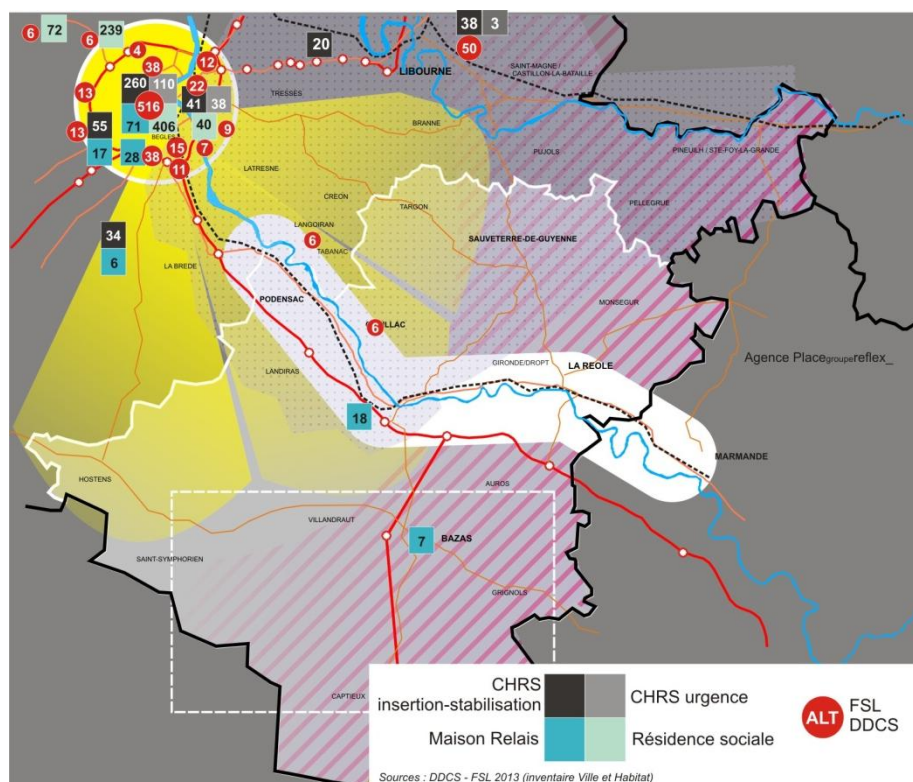 6 72
6 239
4
38
12
13
260 110
22
516
41 38
71 406
BEGLES
40
9
13
55
17
28
38
15
7
11
20
38 3
50
LIBOURNE
SAINT-MAGNE /
CASTILLON-LA-BATAILLE
TRESSES
BRANNE
PUJOLS
PINEUILH / STE-FOY-LA-GRANDE
LATRESNE
CREON
TARGON
PELLEGRUE
34
6
LANGOIRAN
6
TABANAC
SAUVETERRE-DE-GUYENNE
LA BREDE
PODENSAC
MONSEGUR
6
LANDIRAS
GIRONDE/DROPT
LA REOLE
Agence Placegroupereflex_
18
MARMANDE
HOSTENS
AUROS
VILLANDRAUT
7
BAZAS
SAINT-SYMPHORIEN
GRIGNOLS
CAPTIEUX
CHRS
insertion-stabilisation
CHRS urgence
Maison Relais
Résidence sociale
ALT
FSL
DDCS
Sources : DDCS - FSL 2013 (inventaire Ville et Habitat)